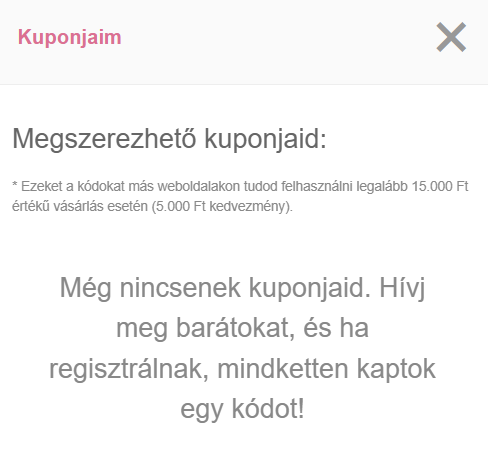 Kuponjaim
Megszerezhető kuponjaid:
* Ezeket a kódokat más weboldalakon tudod felhasználni legalább 15.000 Ft
értékű vásárlás esetén (5.000 Ft kedvezmény).
Még nincsenek kuponjaid. Hívj
meg barátokat, és ha
regisztrálnak, mindketten kaptok
egy kódot!